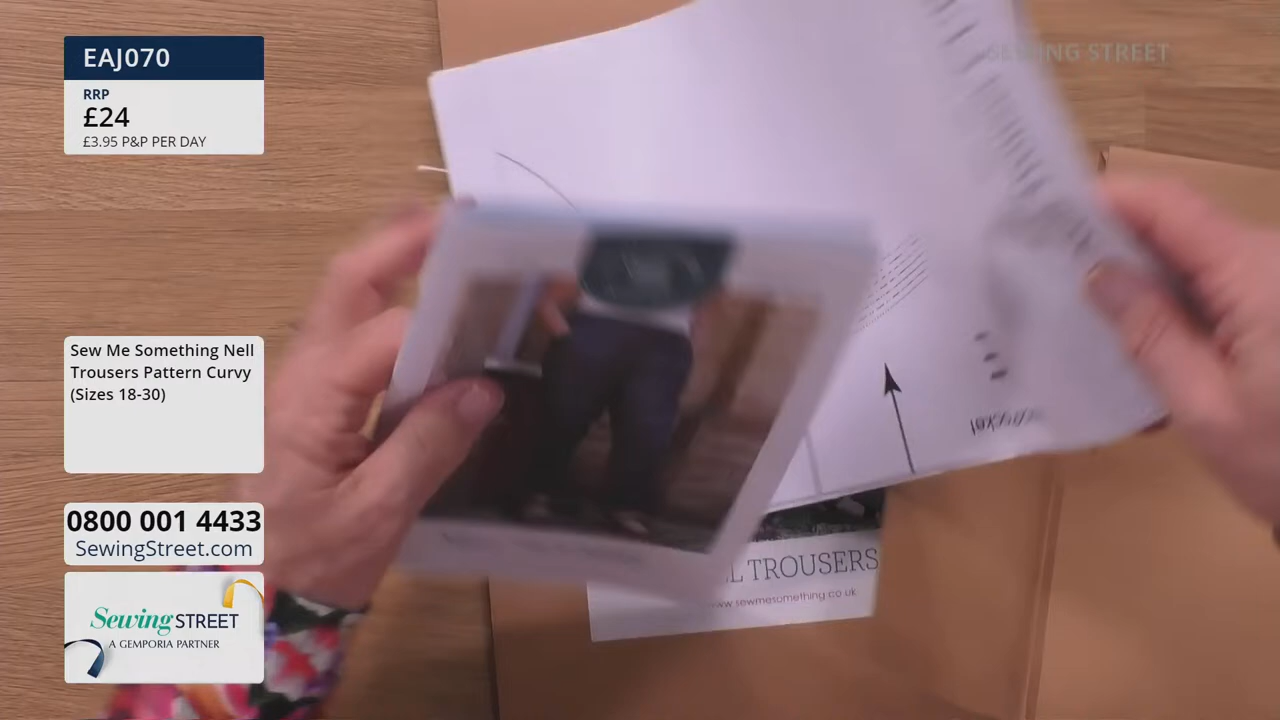 EAJ070
RRP
£24
£3.95 P&P PER DAY
SEWING STREET
Sew Me Something Nell
Trousers Pattern Curvy
(Sizes 18-30)
TROUSERS
www.sewmesomething.co.uk
0800 001 4433
SewingStreet.com
Sewing STREET
A GEMPORIA PARTNER